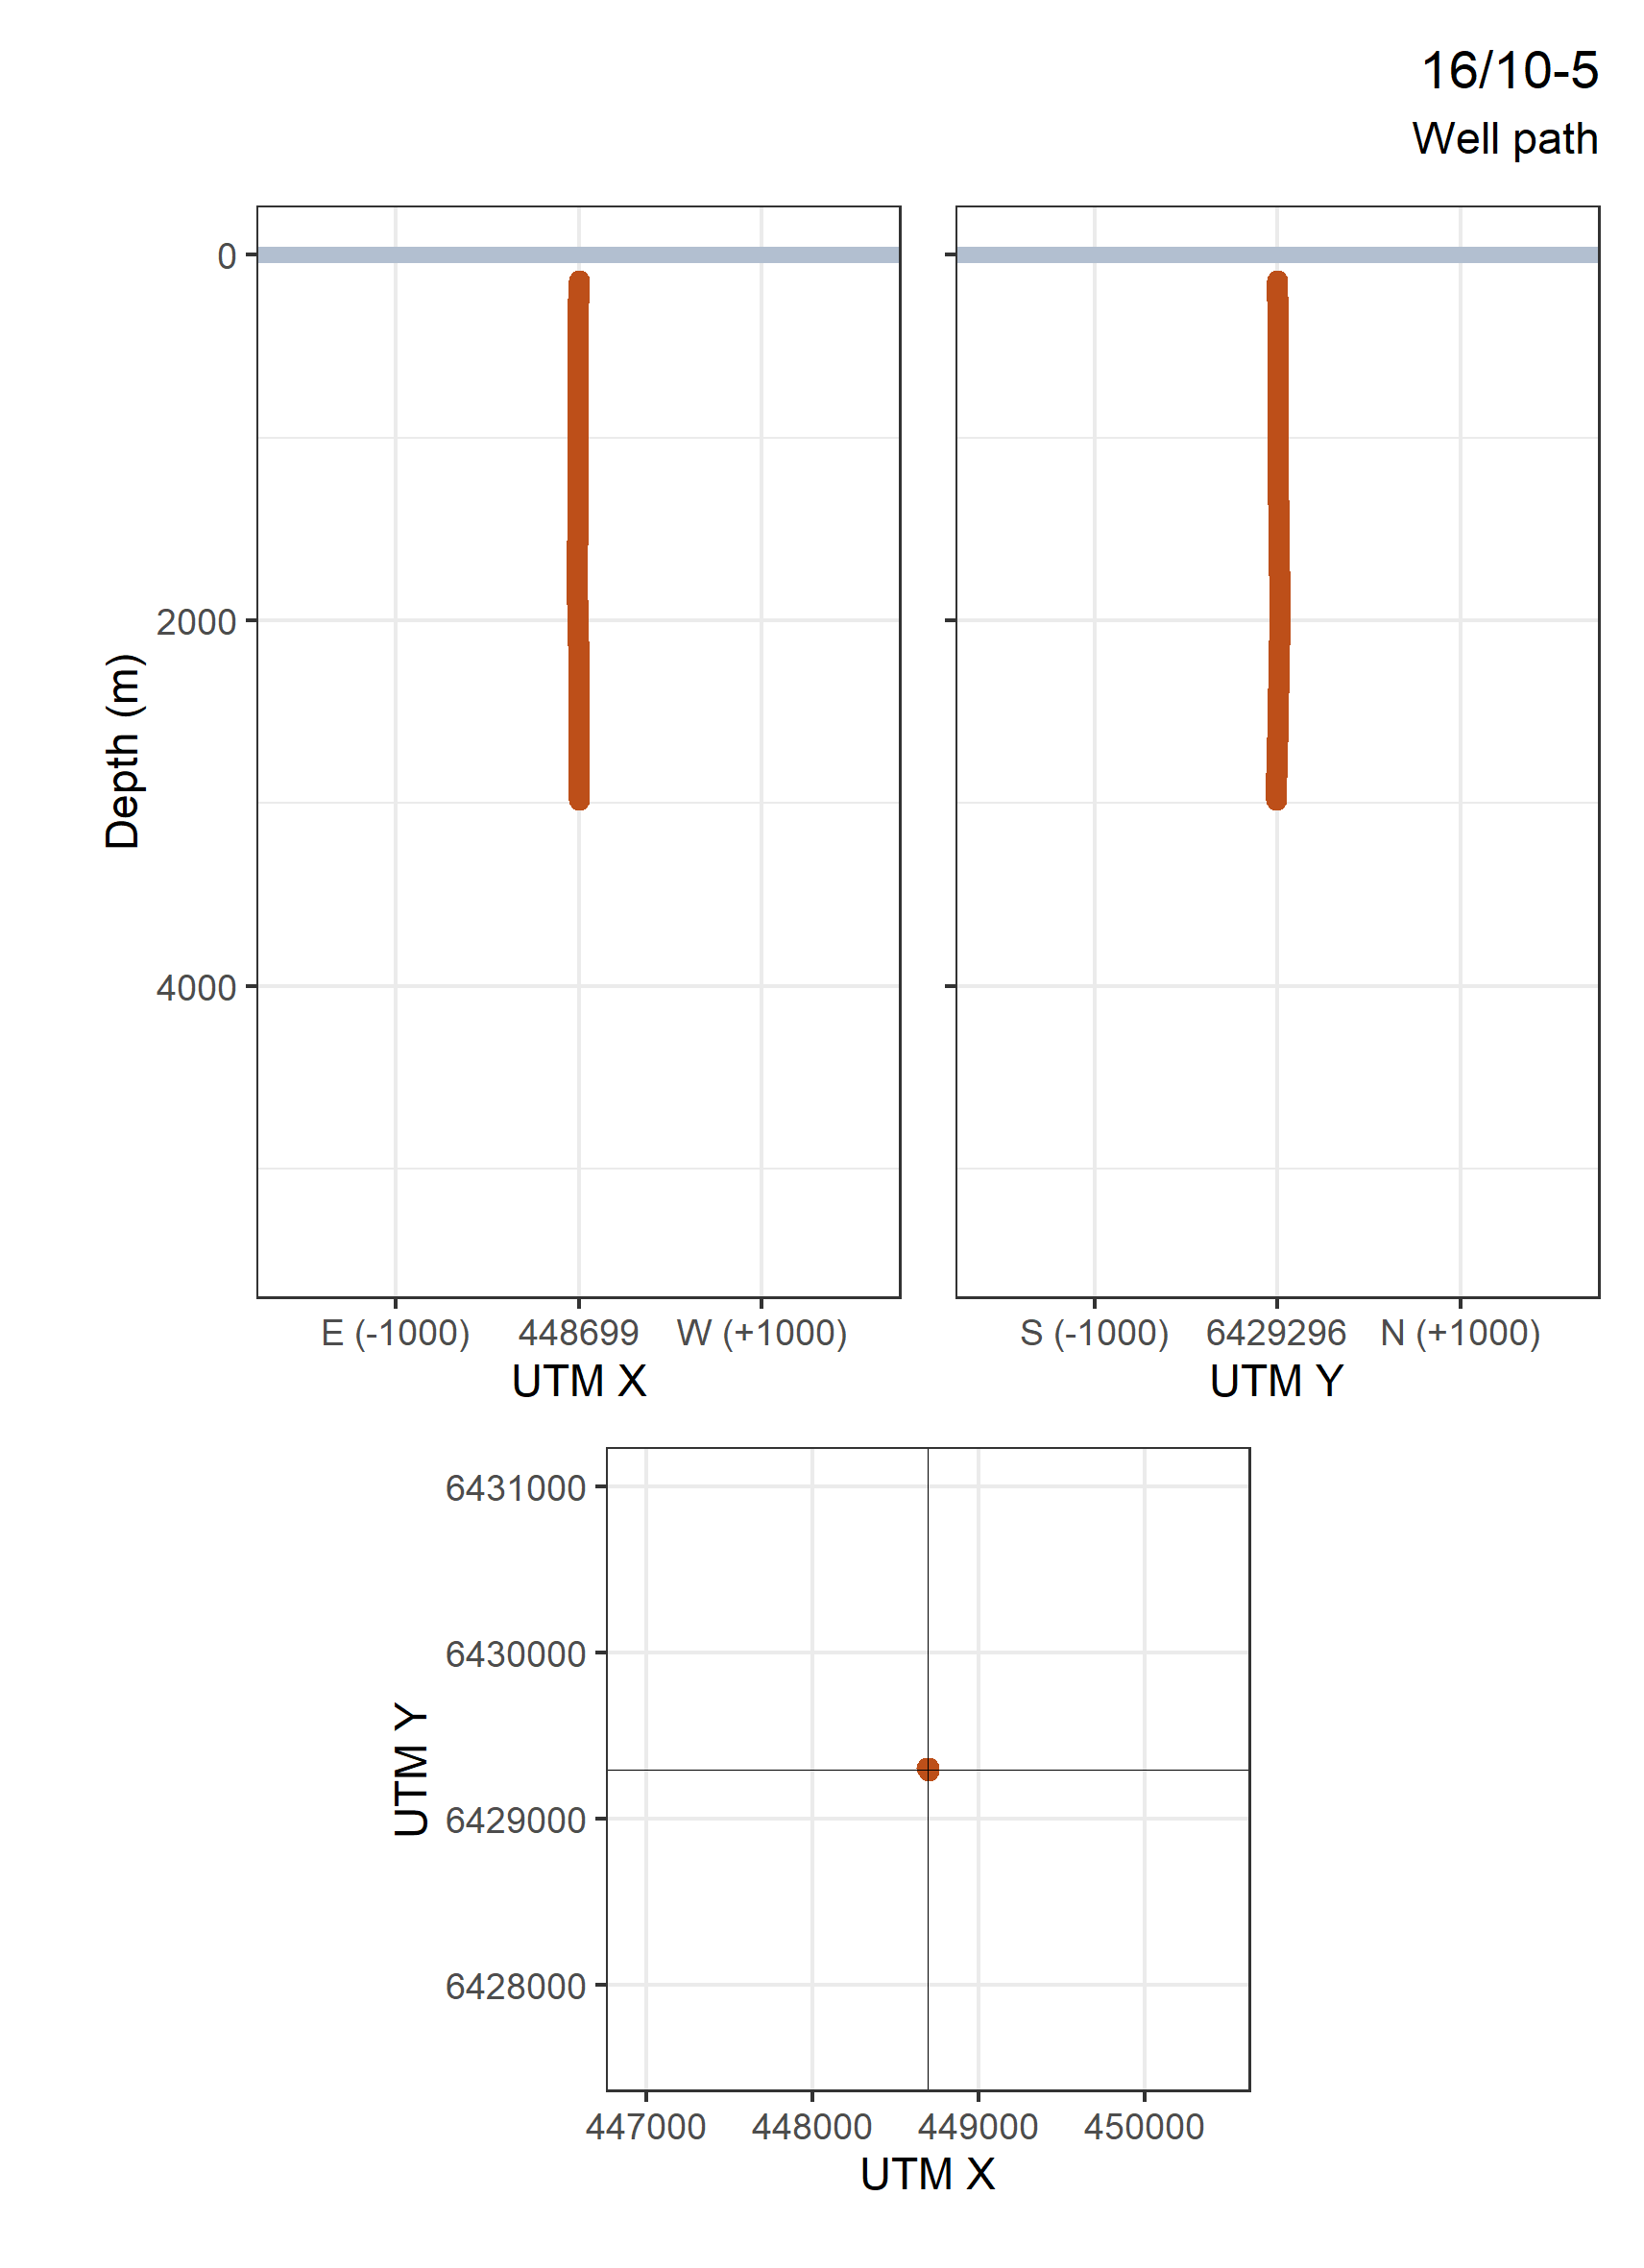 16/10-5
Well path
Depth (m)
0
2000
4000
E (-1000) 448699 W (+1000)
UTM X
S (-1000) 6429296 N (+1000)
UTM Y
UTM Y
6431000
6430000
6429000
6428000
447000 448000 449000 450000
UTM X